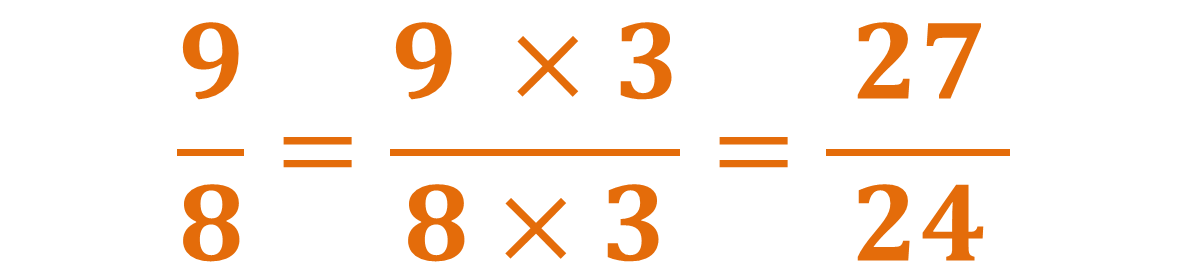 9/8 = (9 × 3)/(8 × 3) = 27/24